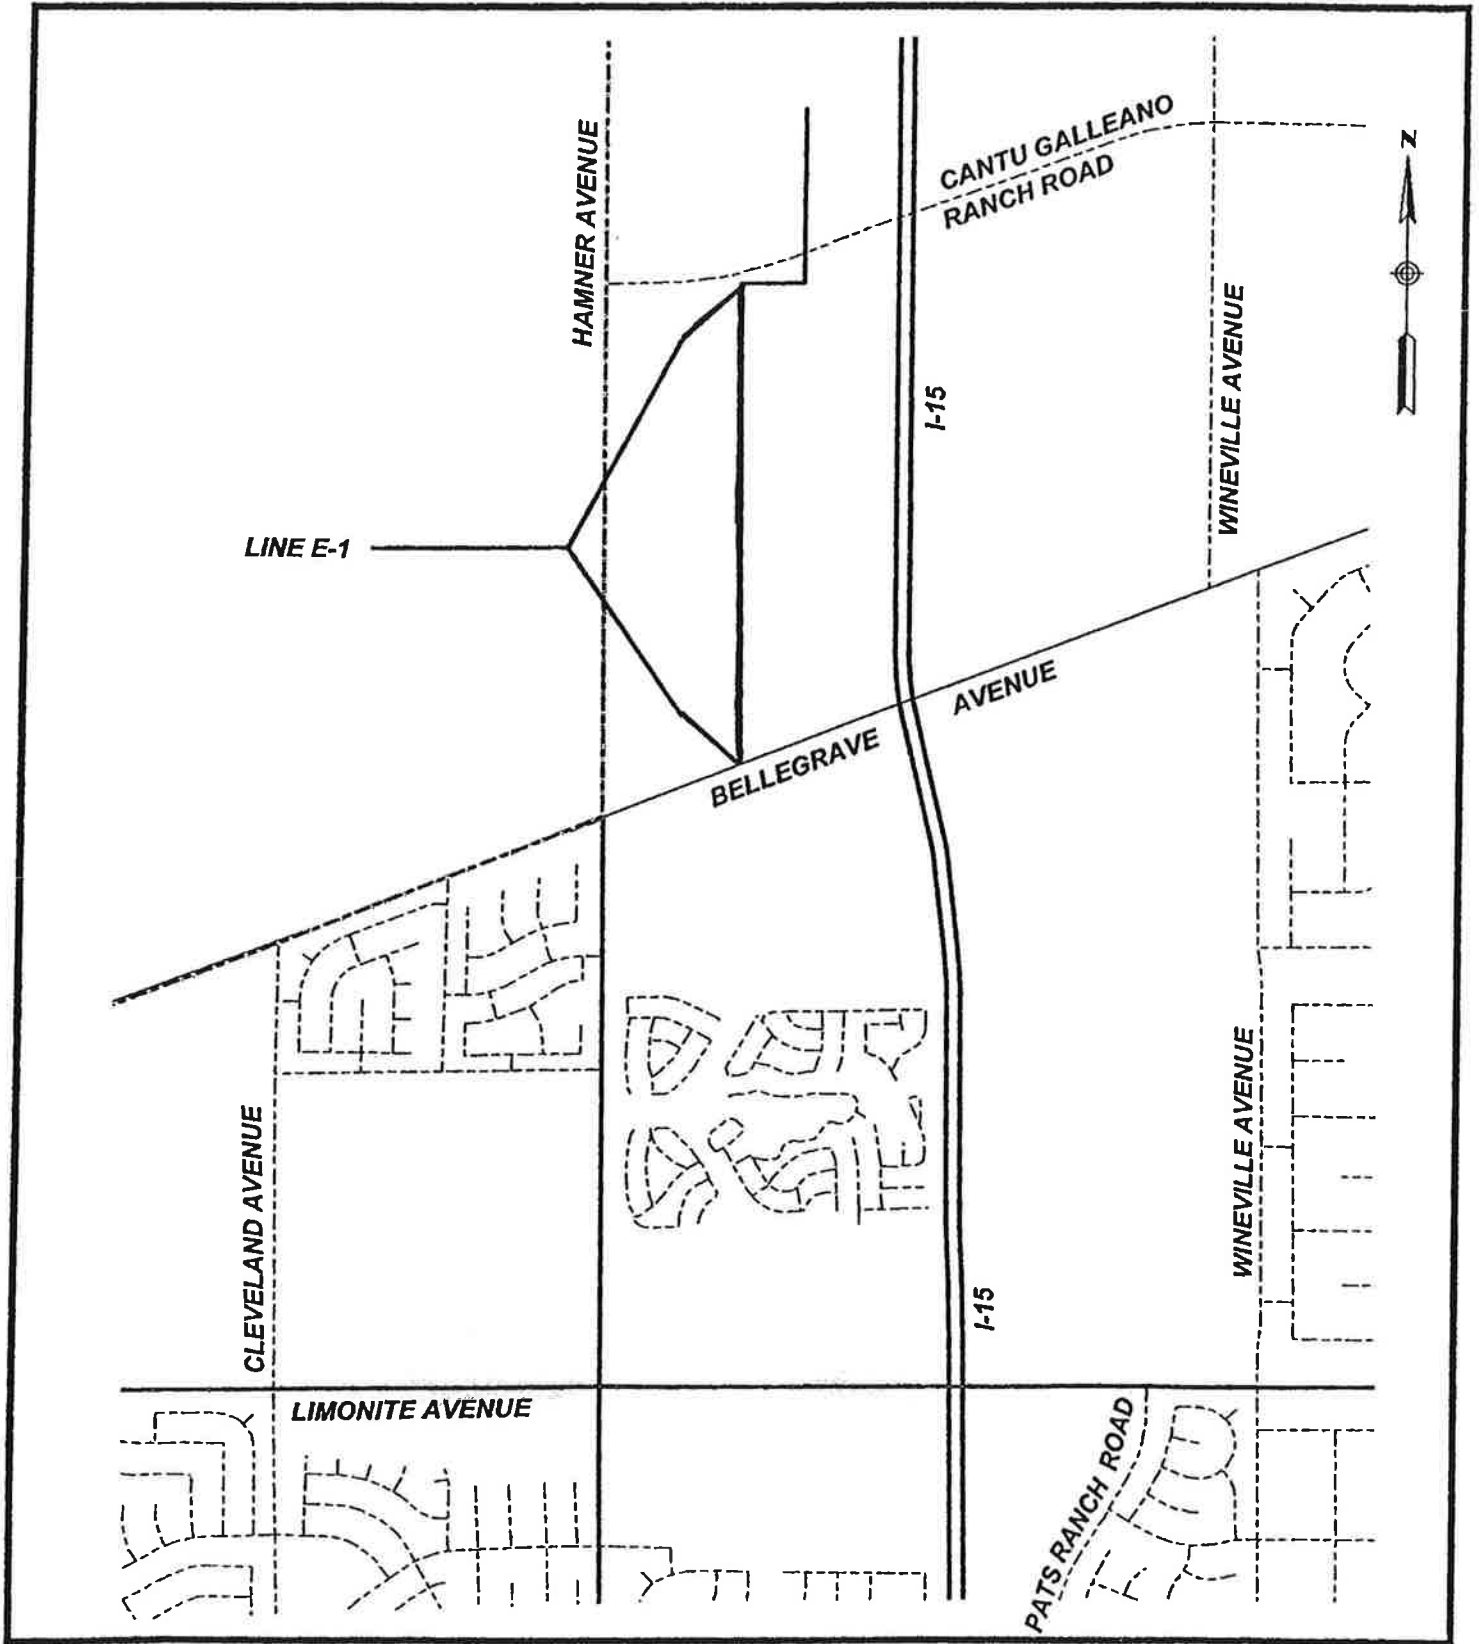 CANTU GALLEANO
RANCH ROAD
N
HAMNER AVENUE
WINEVILLE AVENUE
I-15
LINE E-1
AVENUE
BELLEGRAVE
WINEVILLE AVENUE
CLEVELAND AVENUE
I-15
LIMONITE AVENUE
PATS RANCH ROAD